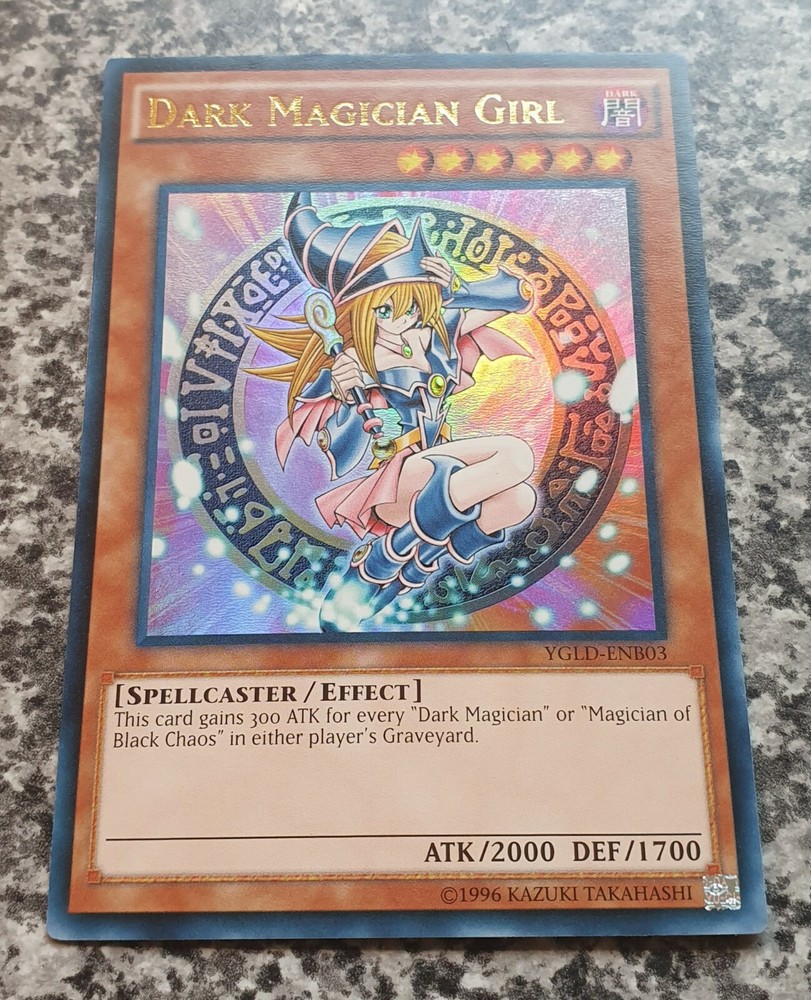 DARK MAGICIAN GIRL
DARK
闇
YGLD-ENB03
[SPELLCASTER/EFFECT]
This card gains 300 ATK for every “Dark Magician” or “Magician of
Black Chaos” in either player's Graveyard.
ATK/2000 DEF/1700
©1996 KAZUKI TAKAHASHI